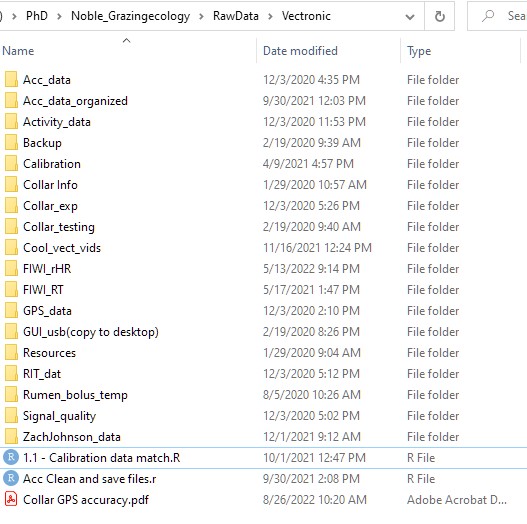 ) PhD Noble_Grazingecology RawData Vectronic Sea
Name Date modified Type
Acc_data 12/3/2020 4:35 PM File folder
Acc_data_organized 9/30/2021 12:03 PM File folder
Activity_data 12/3/2020 11:53 PM File folder
Backup 2/19/2020 9:39 AM File folder
Calibration 4/9/2021 4:57 PM File folder
Collar Info 1/29/2020 10:57 AM File folder
Collar_exp 12/3/2020 5:26 PM File folder
Collar_testing 2/19/2020 9:40 AM File folder
Cool_vect_vids 11/16/2021 12:24 PM File folder
FIWI_rHR 5/13/2022 9:14 PM File folder
FIWI_RT 5/17/2021 1:47 PM File folder
GPS_data 12/3/2020 2:10 PM File folder
GUI_usb(copy to desktop) 2/19/2020 8:26 PM File folder
Resources 1/29/2020 9:04 AM File folder
RIT_dat 12/3/2020 5:12 PM File folder
Rumen_bolus_temp 8/5/2020 10:26 AM File folder
Signal_quality 12/3/2020 5:02 PM File folder
ZachJohnson_data 12/1/2021 9:12 AM File folder
R 1.1 - Calibration data match.R 10/1/2021 12:47 PM R File
R Acc Clean and save files.r 9/30/2021 2:08 PM R File
Collar GPS accuracy.pdf 8/26/2022 10:20 AM Adobe Acrobat D...